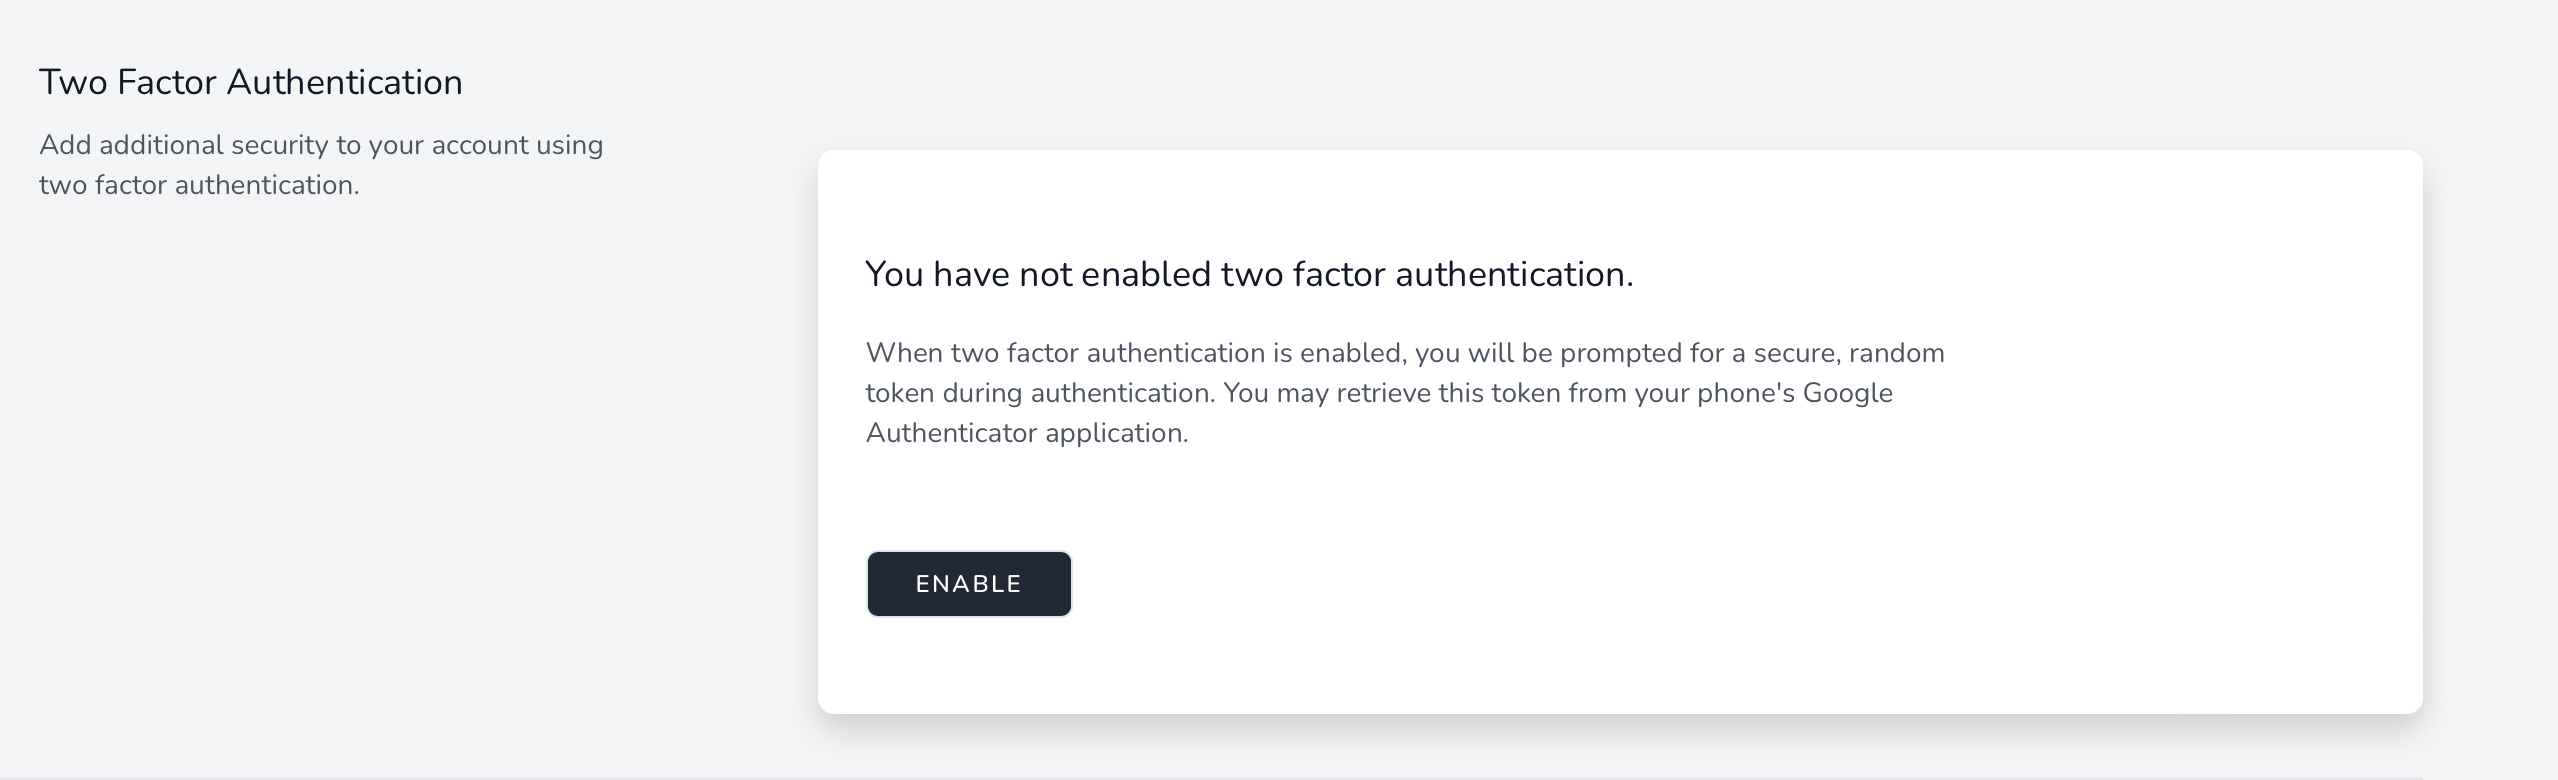 Two Factor Authentication
Add additional security to your account using
two factor authentication.
You have not enabled two factor authentication.
When two factor authentication is enabled, you will be prompted for a secure, random
token during authentication. You may retrieve this token from your phone's Google
Authenticator application.
ENABLE